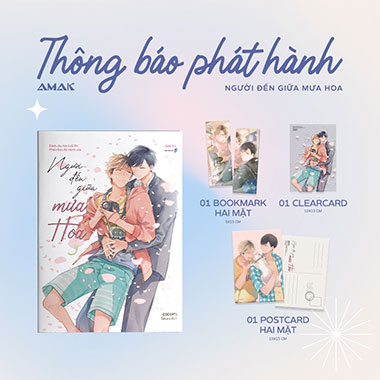 Thông báo phát hành
AMAK
NGƯỜI ĐẾN GIỮA MƯA HOA
Người
đến
giữa
mưa
Hoa
cocomi
01 BOOKMARK
HAI MẶT
01 CLEARCARD
01 POSTCARD
HAI MẶT